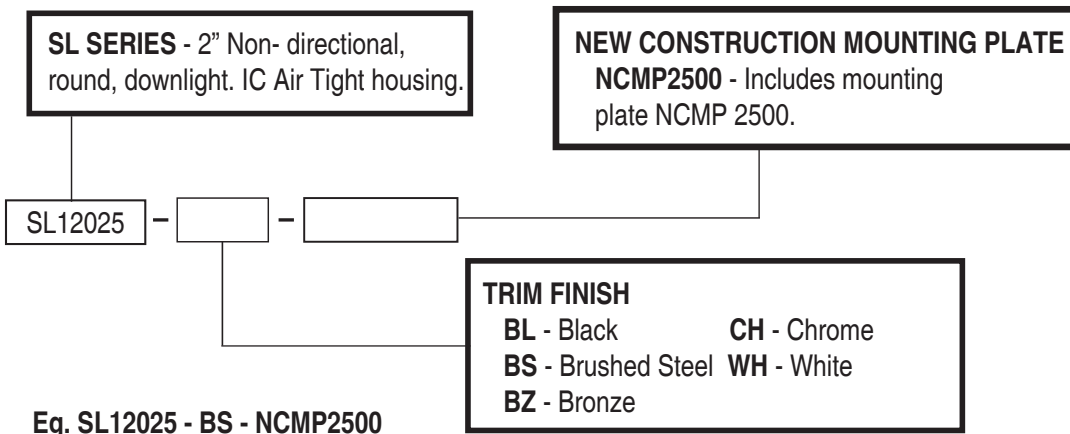 SL SERIES - 2” Non- directional,
round, downlight. IC Air Tight housing.
NEW CONSTRUCTION MOUNTING PLATE
NCMP2500 - Includes mounting
plate NCMP 2500.
SL12025 – –
TRIM FINISH
BL - Black CH - Chrome
BS - Brushed Steel WH - White
BZ - Bronze
Eg. SL12025 - BS - NCMP2500